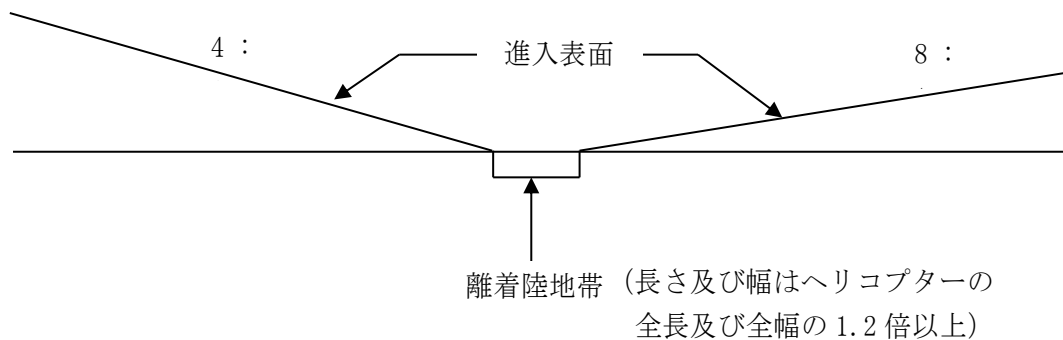 4 ：
進入表面
8 ：
離着陸地帯 （長さ及び幅はヘリコプターの
全長及び全幅の 1.2 倍以上）